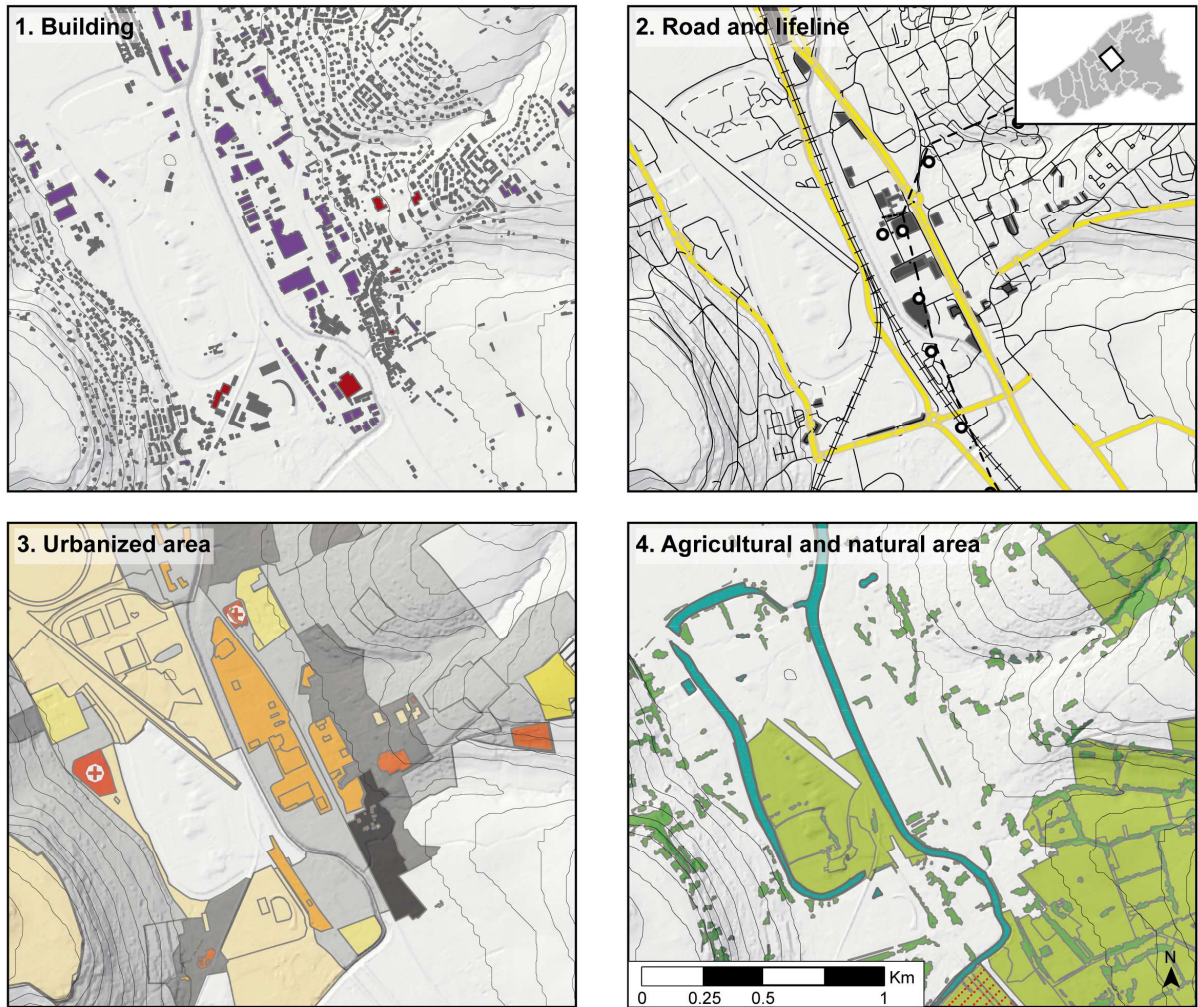 1. Building
2. Road and lifeline
3. Urbanized area
4. Agricultural and natural area
N
Km
0 0.25 0.5 1